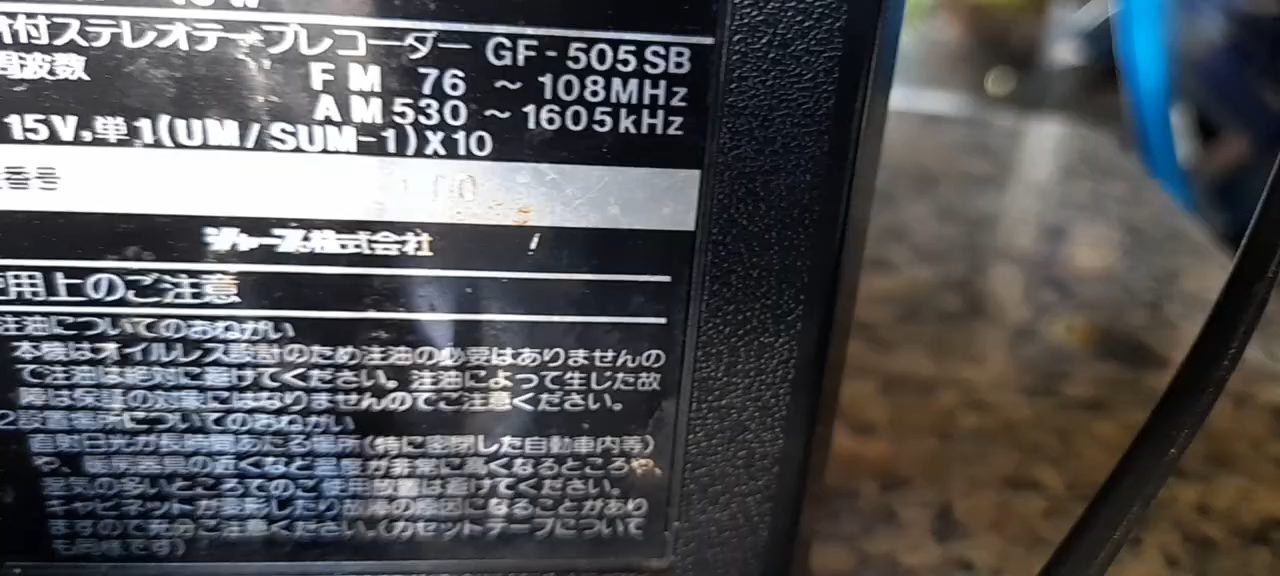 付ステレオテープレコーダー GF-505SB
周波数 FM 76 ~ 108MHz
AM 530 ~ 1605kHz
15V,単1(UM/SUM-1)X10
番号
シャープ株式会社
使用上のご注意
注油についてのおねがい
本機はオイルレス設計のため注油の必要はありませんの
で注油は絶対に避けてください。注油によって生じた故
障は保証の対象にはなりませんのでご注意ください。
2設置場所についてのおねがい
直射日光が長時間あたる場所(特に密閉した自動車内等)
や、暖房器具の近くなど温度が非常に高くなるところや、
湿気の多いところでのご使用放置は避けてください。
キャビネットが変形したり故障の原因になることがあり
ますので充分ご注意ください。(カセットテープについて
も同様です)